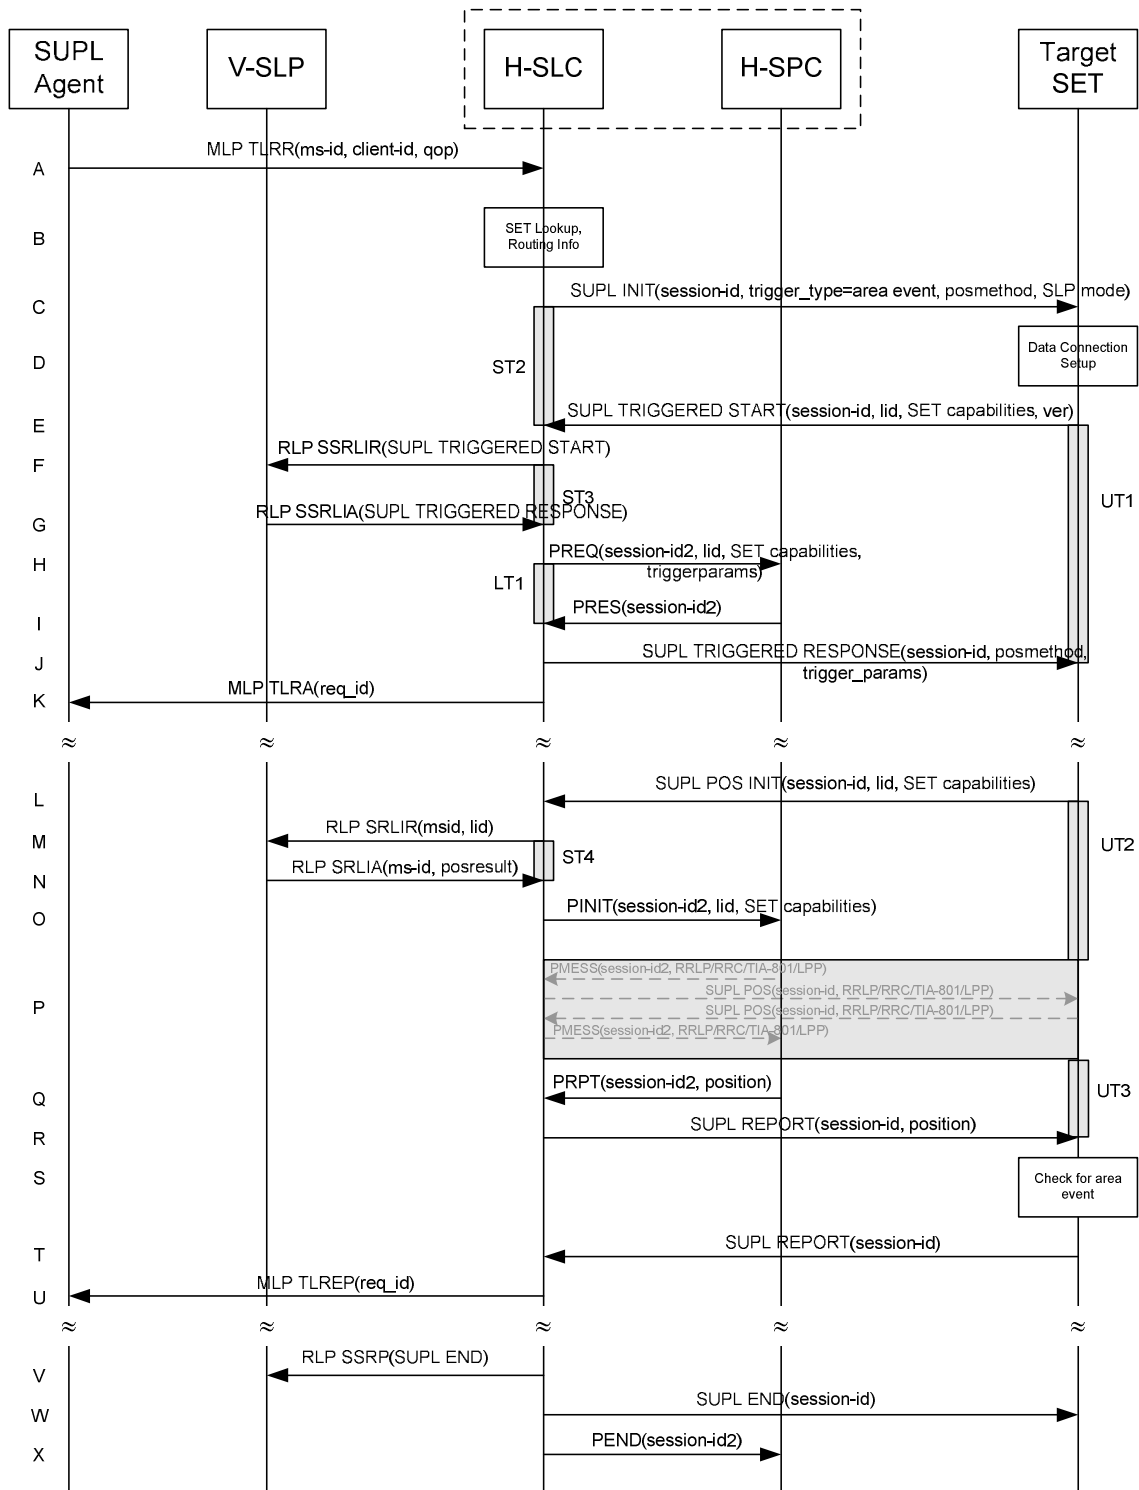 SUPL
Agent
V-SLP
H-SLC
H-SPC
Target
SET
A
MLP TLRR(ms-id, client-id, qop)
B
SET Lookup,
Routing Info
C
SUPL INIT(session-id, trigger_type=area event, posmethod, SLP mode)
D
ST2
Data Connection
Setup
E
SUPL TRIGGERED START(session-id, lid, SET capabilities, ver)
F
RLP SSRLIR(SUPL TRIGGERED START)
ST3
UT1
G
RLP SSRLIA(SUPL TRIGGERED RESPONSE)
H
PREQ(session-id2, lid, SET capabilities,
triggerparams)
LT1
I
PRES(session-id2)
J
SUPL TRIGGERED RESPONSE(session-id, posmethod,
trigger_params)
K
MLP TLRA(req_id)
≈ ≈ ≈ ≈ ≈
L
SUPL POS INIT(session-id, lid, SET capabilities)
M
RLP SRLIR(msid, lid)
ST4
UT2
N
RLP SRLIA(ms-id, posresult)
O
PINIT(session-id2, lid, SET capabilities)
P
PMESS(session-id2, RRLP/RRC/TIA-801/LPP)
SUPL POS(session-id, RRLP/RRC/TIA-801/LPP)
SUPL POS(session-id, RRLP/RRC/TIA-801/LPP)
PMESS(session-id2, RRLP/RRC/TIA-801/LPP)
Q
PRPT(session-id2, position)
UT3
R
SUPL REPORT(session-id, position)
S
Check for area
event
T
SUPL REPORT(session-id)
U
MLP TLREP(req_id)
≈ ≈ ≈ ≈ ≈
V
RLP SSRP(SUPL END)
W
SUPL END(session-id)
X
PEND(session-id2)